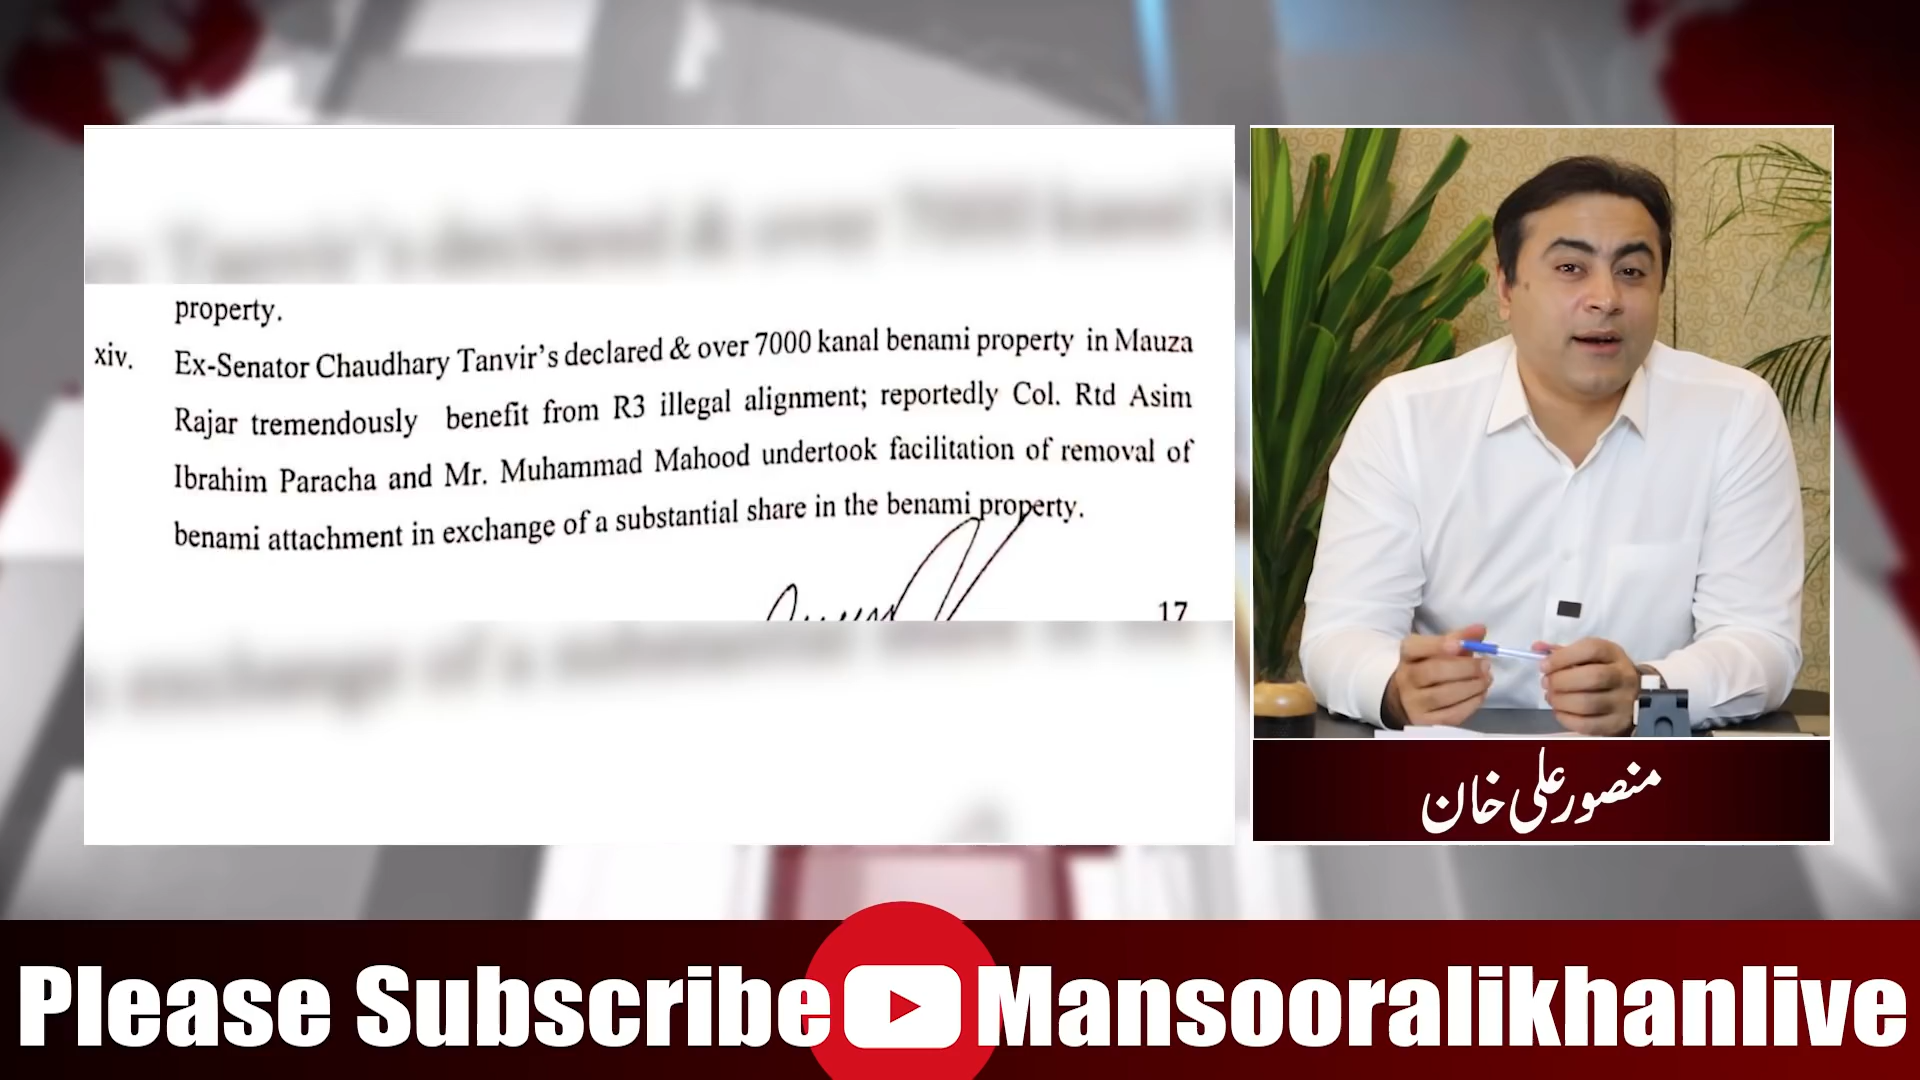 property.
xiv. Ex-Senator Chaudhary Tanvir's declared & over 7000 kanal benami property in Mauza
Rajar tremendously benefit from R3 illegal alignment; reportedly Col. Rtd Asim
Ibrahim Paracha and Mr. Muhammad Mahood undertook facilitation of removal of
benami attachment in exchange of a substantial share in the benami property.
17
منصور علی خان
Please Subscribe Mansooralikhanlive